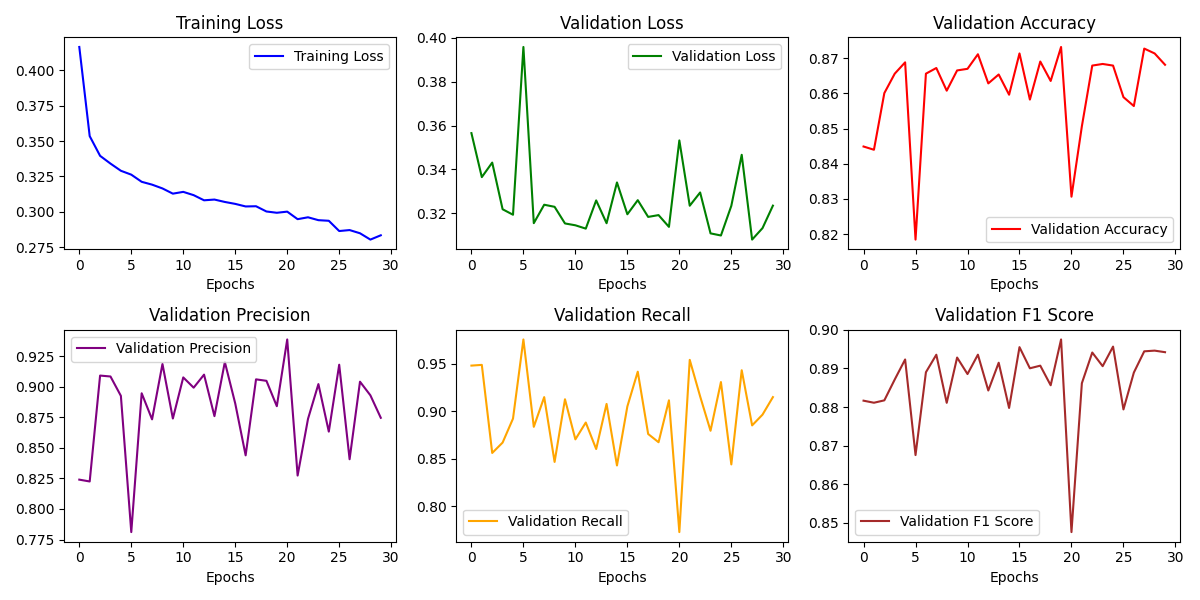 Training Loss
Training Loss
0.400
0.375
0.350
0.325
0.300
0.275
0 5 10 15 20 25 30
Epochs
Validation Loss
Validation Loss
0.40
0.38
0.36
0.34
0.32
0 5 10 15 20 25 30
Epochs
Validation Accuracy
0.87
0.86
0.85
0.84
0.83
0.82
Validation Accuracy
0 5 10 15 20 25 30
Epochs
Validation Precision
Validation Precision
0.925
0.900
0.875
0.850
0.825
0.800
0.775
0 5 10 15 20 25 30
Epochs
Validation Recall
0.95
0.90
0.85
0.80
Validation Recall
0 5 10 15 20 25 30
Epochs
Validation F1 Score
0.90
0.89
0.88
0.87
0.86
0.85
Validation F1 Score
0 5 10 15 20 25 30
Epochs